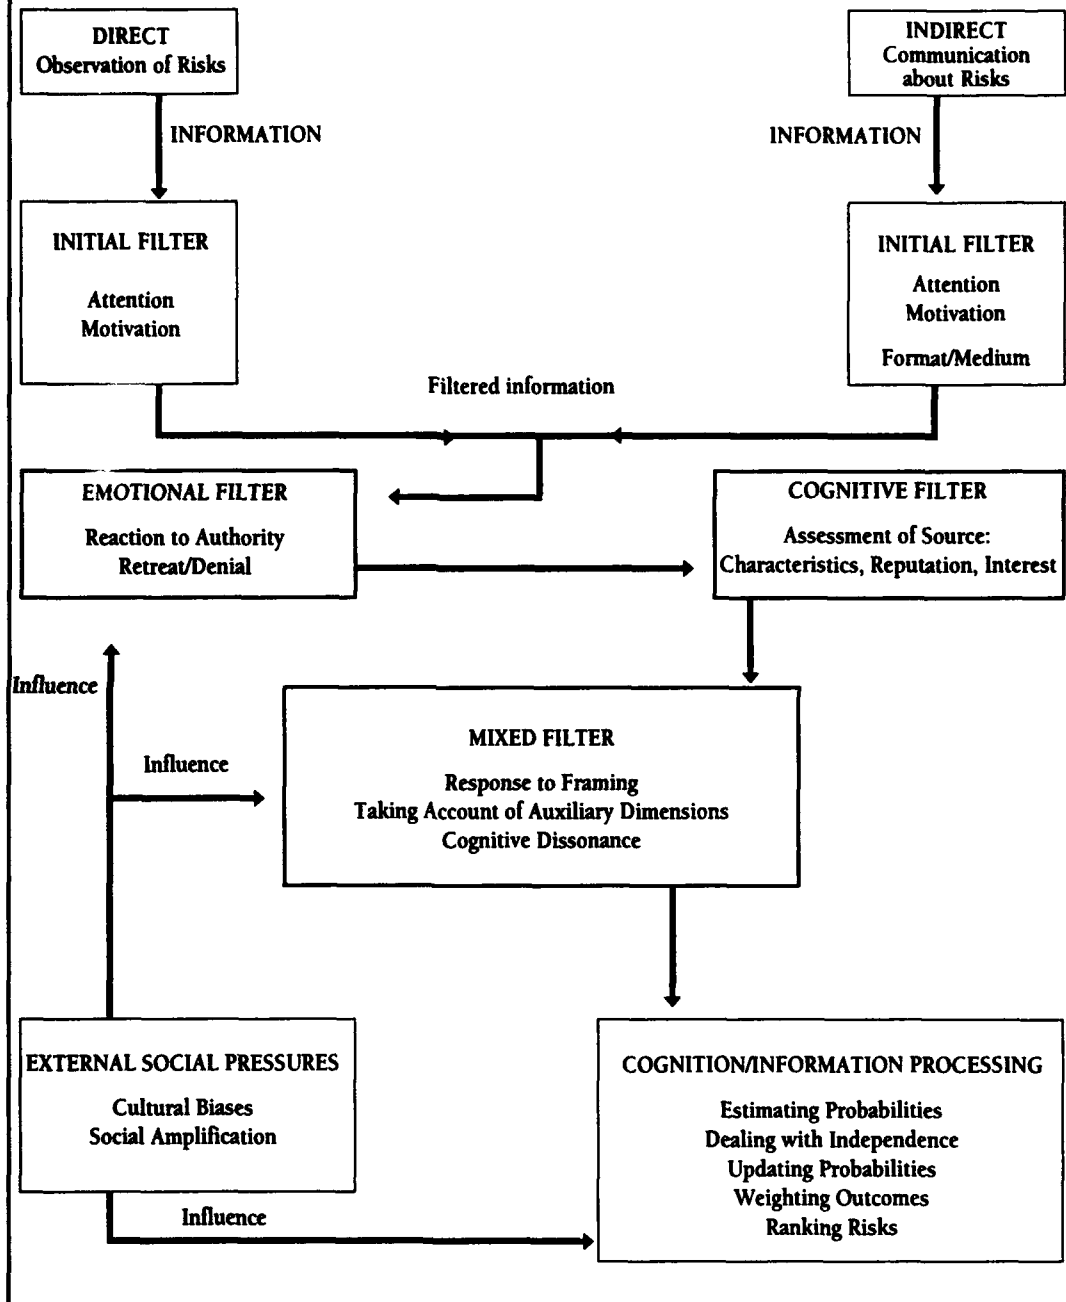 DIRECT
Observation of Risks
INDIRECT
Communication
about Risks
INFORMATION
INFORMATION
INITIAL FILTER
Attention
Motivation
INITIAL FILTER
Attention
Motivation
Format/Medium
Filtered information
EMOTIONAL FILTER
Reaction to Authority
Retreat/Denial
COGNITIVE FILTER
Assessment of Source:
Characteristics, Reputation, Interest
Influence
Influence
MIXED FILTER
Response to Framing
Taking Account of Auxiliary Dimensions
Cognitive Dissonance
EXTERNAL SOCIAL PRESSURES
Cultural Biases
Social Amplification
Influence
COGNITION/INFORMATION PROCESSING
Estimating Probabilities
Dealing with Independence
Updating Probabilities
Weighting Outcomes
Ranking Risks